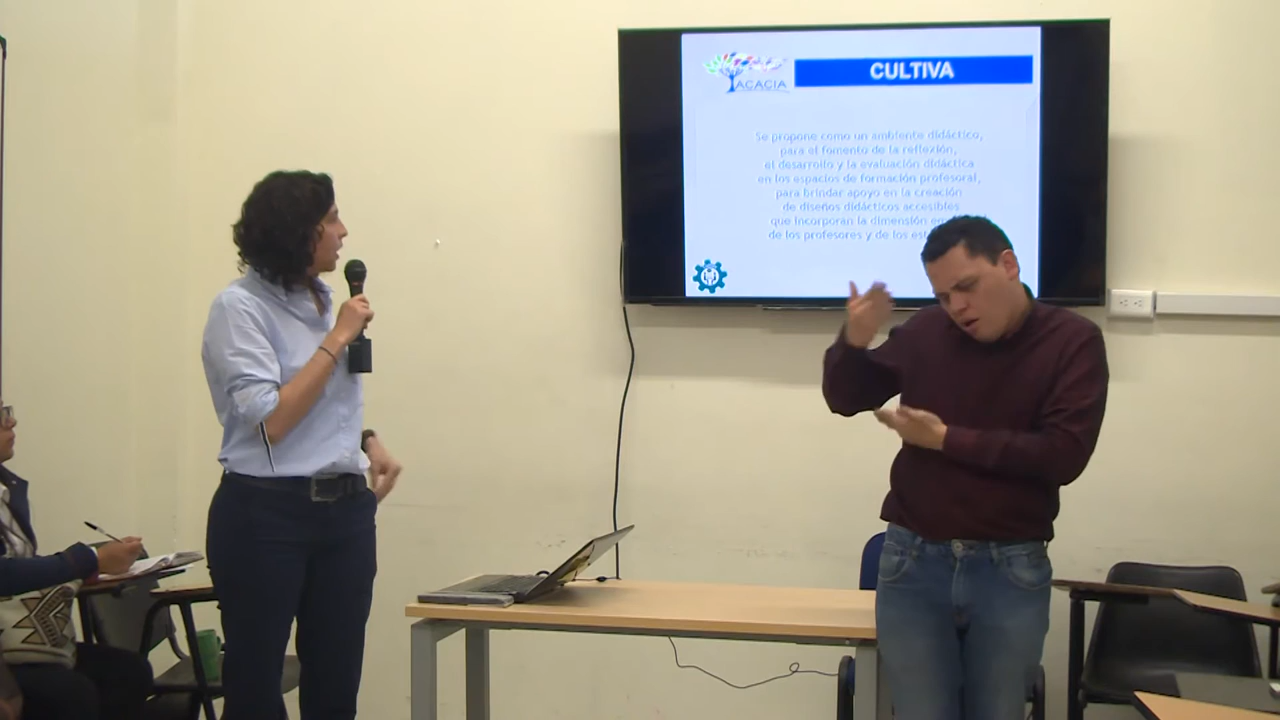 ACACIA
CULTIVA
Se propone como un ambiente didáctico,
para el fomento de la reflexión,
el desarrollo y la evaluación didáctica
en los espacios de formación profesoral,
para brindar apoyo en la creación
de diseños didácticos accesibles
que incorporan la dimensión
de los profesores y de los